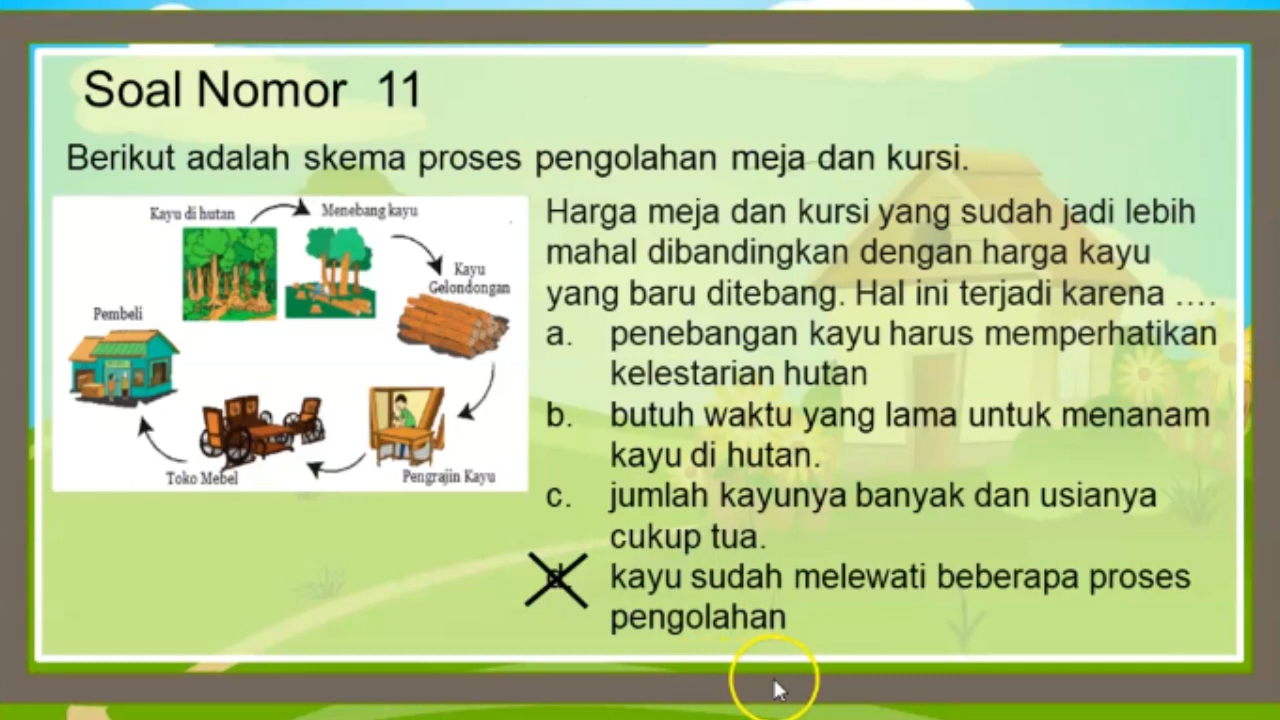 Soal Nomor 11
Berikut adalah skema proses pengolahan meja dan kursi.
Kayu di hutan
Menebang kayu
Kayu
Gelondongan
Pembeli
Toko Mebel
Pengrajin Kayu
Harga meja dan kursi yang sudah jadi lebih
mahal dibandingkan dengan harga kayu
yang baru ditebang. Hal ini terjadi karena ....
a. penebangan kayu harus memperhatikan
kelestarian hutan
b. butuh waktu yang lama untuk menanam
kayu di hutan.
c. jumlah kayunya banyak dan usianya
cukup tua.
d. kayu sudah melewati beberapa proses
pengolahan